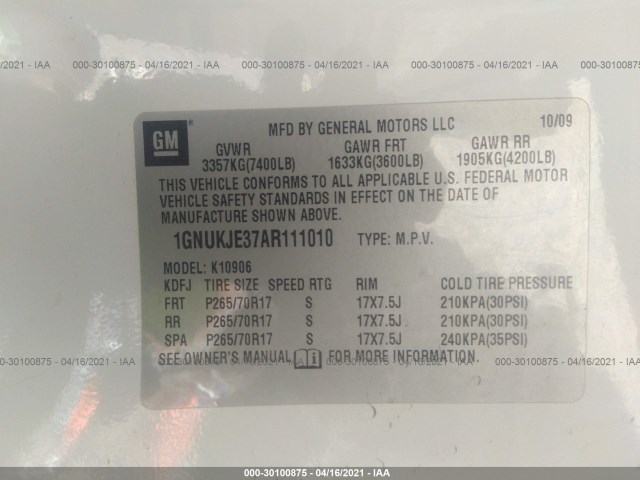 /2021 - IAA 000-30100875 - 04/16/2021 - IAA 000-30100875 - 04/16/2021 - IAA 000-30
MFD BY GENERAL MOTORS LLC 10/09
GM ®
GVWR GAWR FRT GAWR RR
3357KG(7400LB) 1633KG(3600LB) 1905KG(4200LB)
THIS VEHICLE CONFORMS TO ALL APPLICABLE U.S. FEDERAL MOTOR
VEHICLE SAFETY STANDARDS IN EFFECT ON THE DATE OF
MANUFACTURE SHOWN ABOVE.
1GNUKJE37AR111010 TYPE: M.P.V.
MODEL: K10906
KDFJ TIRE SIZE SPEED RTG RIM COLD TIRE PRESSURE
FRT P265/70R17 S 17X7.5J 210KPA(30PSI)
RR P265/70R17 S 17X7.5J 210KPA(30PSI)
SPA P265/70R17 S 17X7.5J 240KPA(35PSI)
SEE OWNER'S MANUAL i FOR MORE INFORMATION.
/2021 - IAA 000-30100875 - 04/16/2021 - IAA 000-30100875 - 04/16/2021 - IAA 000-30
000-30100875 - 04/16/2021 - IAA